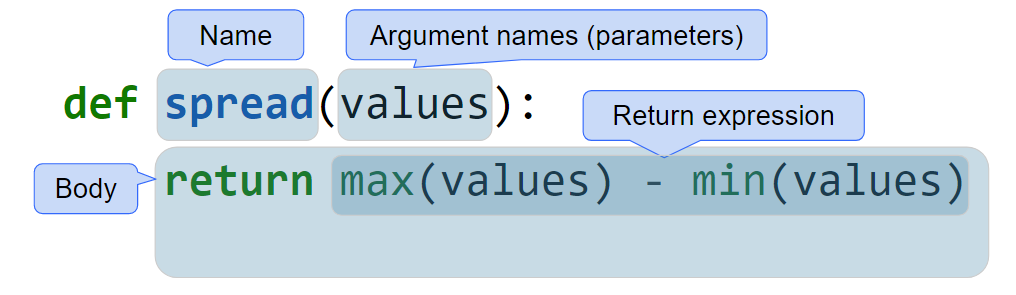 Name
Argument names (parameters)
def spread(values):
Return expression
Body
return max(values) - min(values)